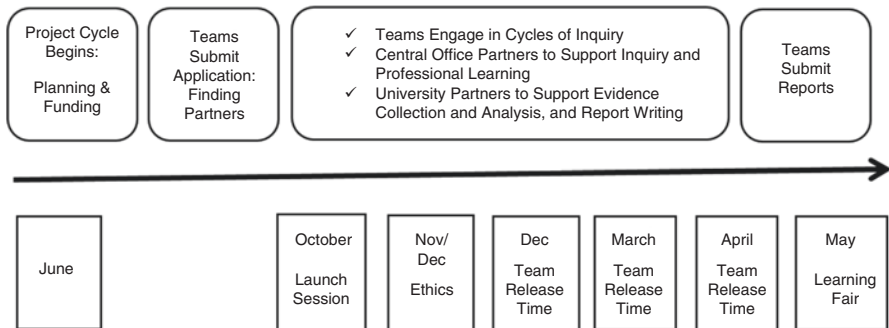 Project Cycle
Begins:
Planning &
Funding
Teams
Submit
Application:
Finding
Partners
✓ Teams Engage in Cycles of Inquiry
✓ Central Office Partners to Support Inquiry and
Professional Learning
✓ University Partners to Support Evidence
Collection and Analysis, and Report Writing
Teams
Submit
Reports
June
October
Launch
Session
Nov/
Dec
Ethics
Dec
Team
Release
Time
March
Team
Release
Time
April
Team
Release
Time
May
Learning
Fair